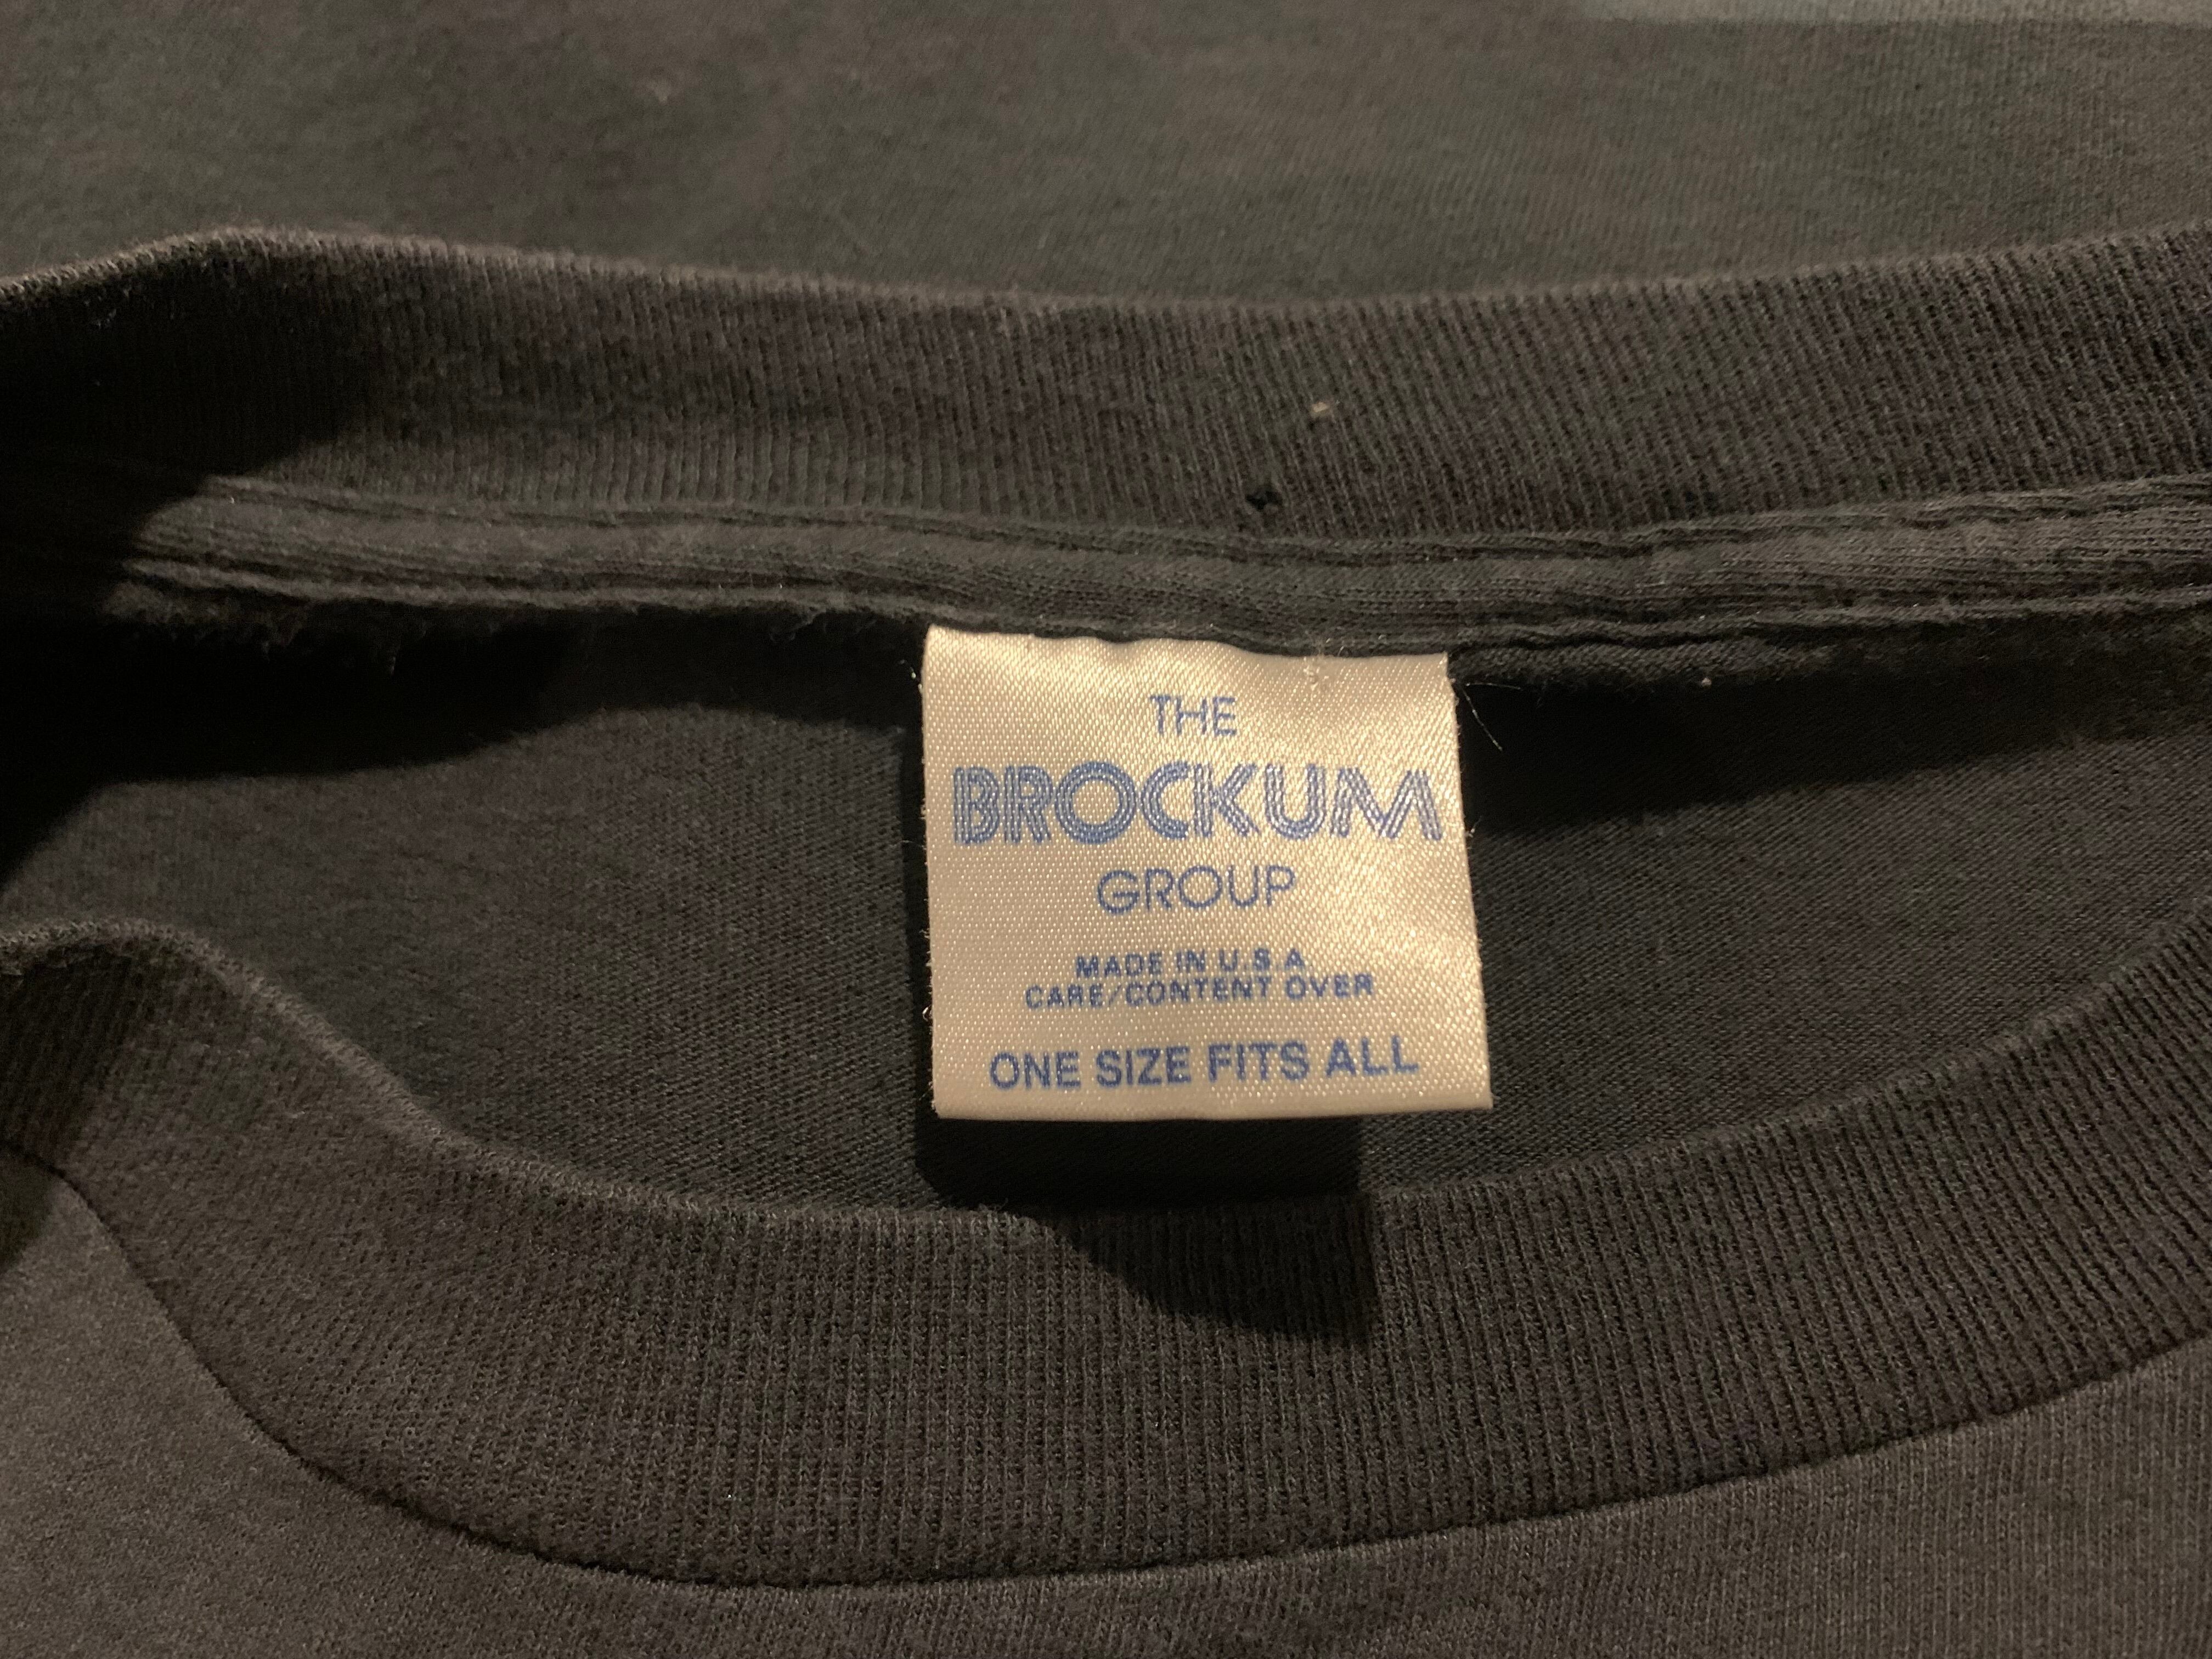 THE
BROCKUM
GROUP
MADE IN U.S.A
CARE/CONTENT OVER
ONE SIZE FITS ALL